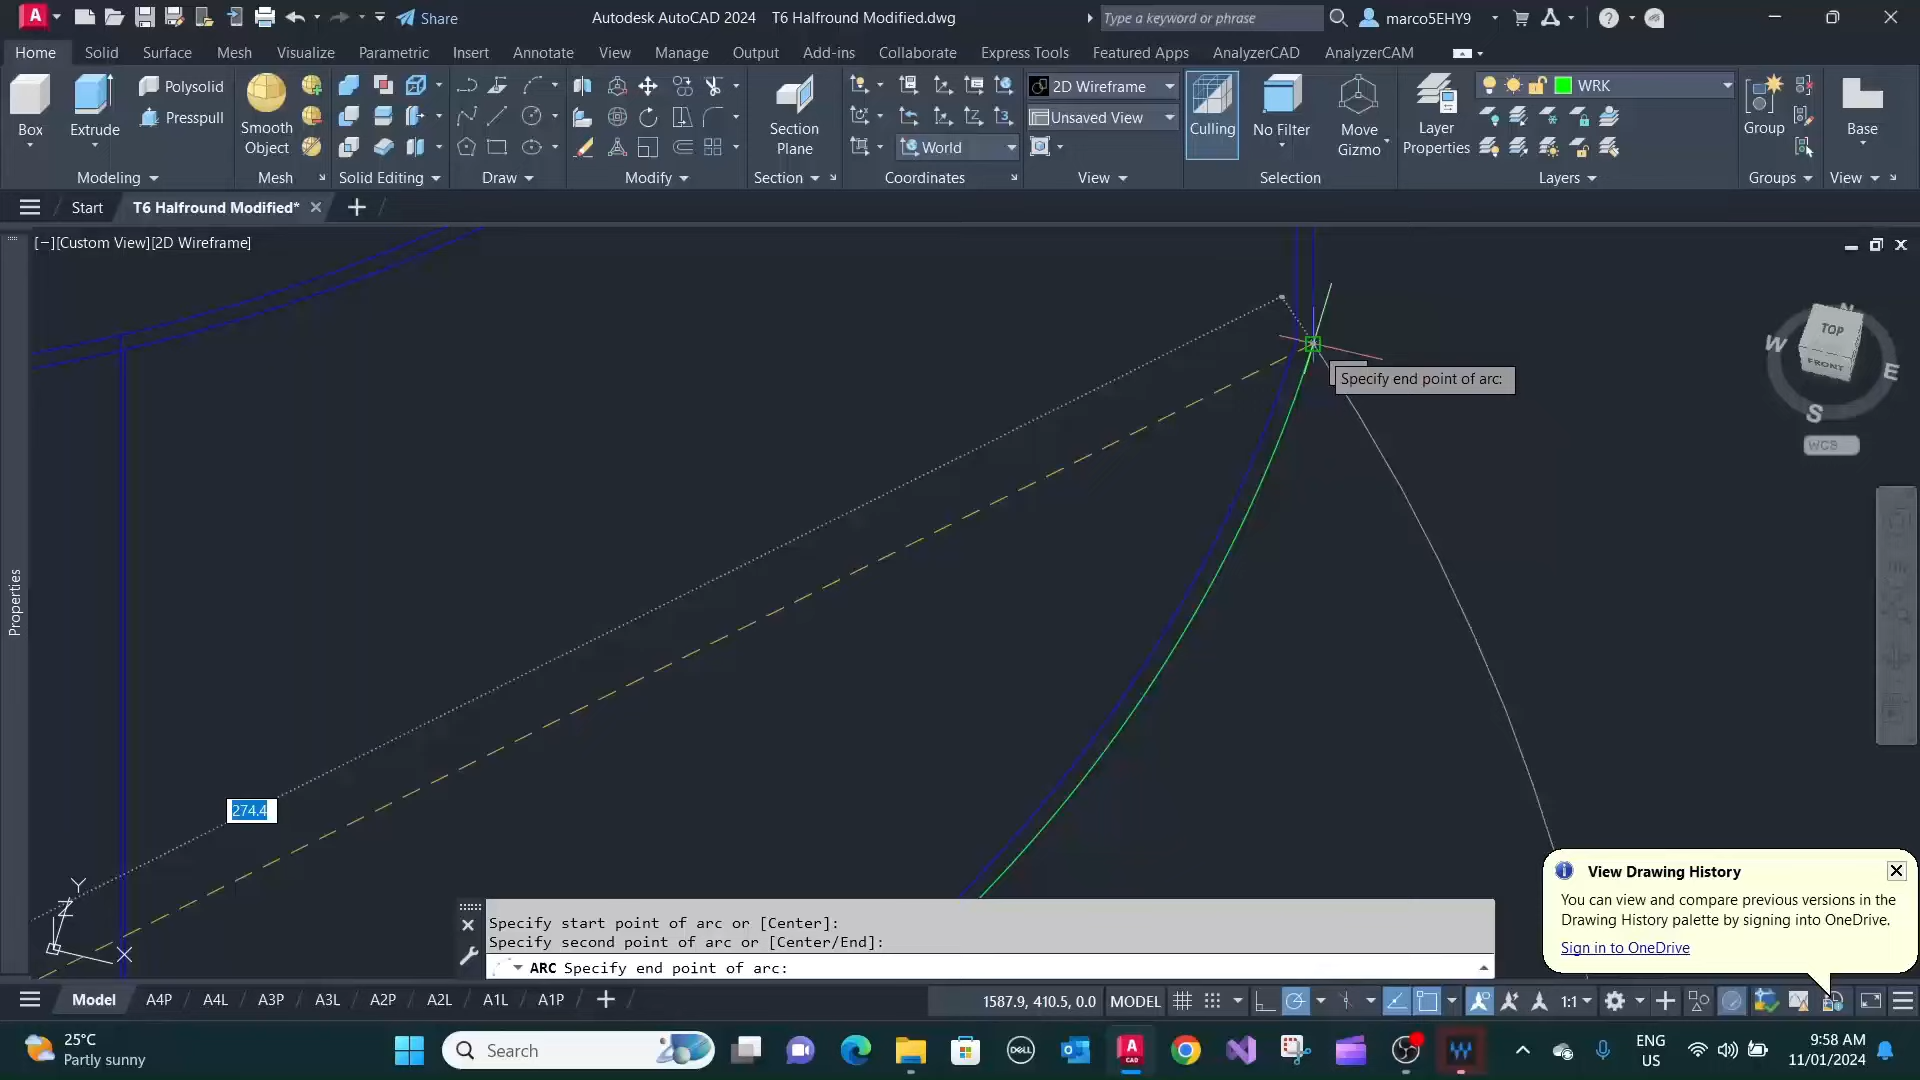 Share
Autodesk AutoCAD 2024 T6 Halfround Modified.dwg
Type a keyword or phrase
marco5EHY9
Home Solid Surface Mesh Visualize Parametric Insert Annotate View Manage Output Add-ins Collaborate Express Tools Featured Apps AnalyzerCAD AnalyzerCAM
Box
Extrude
Polysolid
Presspull
Smooth
Object
Section
Plane
World
2D Wireframe
Unsaved View
Culling
No Filter
Move
Gizmo
Layer
Properties
WRK
Group
Base
Modeling Mesh Solid Editing Draw Modify Section Coordinates View Selection Layers Groups View
Start
T6 Halfround Modified*
[−][Custom View][2D Wireframe]
TOP
FRONT
N
W
E
S
WCS
Specify end point of arc:
Properties
274.4
Y
Z
X
Specify start point of arc or [Center]:
Specify second point of arc or [Center/End]:
ARC Specify end point of arc:
View Drawing History
You can view and compare previous versions in the
Drawing History palette by signing into OneDrive.
Sign in to OneDrive
Model A4P A4L A3P A3L A2P A2L A1L A1P
1587.9, 410.5, 0.0 MODEL
1:1
25°C
Partly sunny
Search
DELL
A
CAD
ENG
US
9:58 AM
11/01/2024